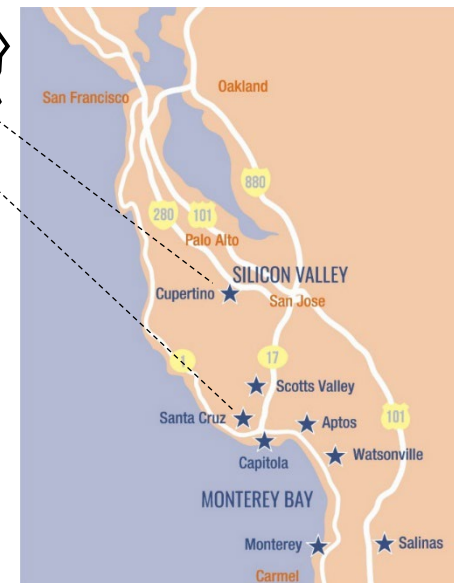 Oakland
San Francisco
880
280
101
Palo Alto
SILICON VALLEY
Cupertino
San Jose
1
17
Scotts Valley
Santa Cruz
Aptos
101
Capitola
Watsonville
MONTEREY BAY
Monterey
Salinas
Carmel